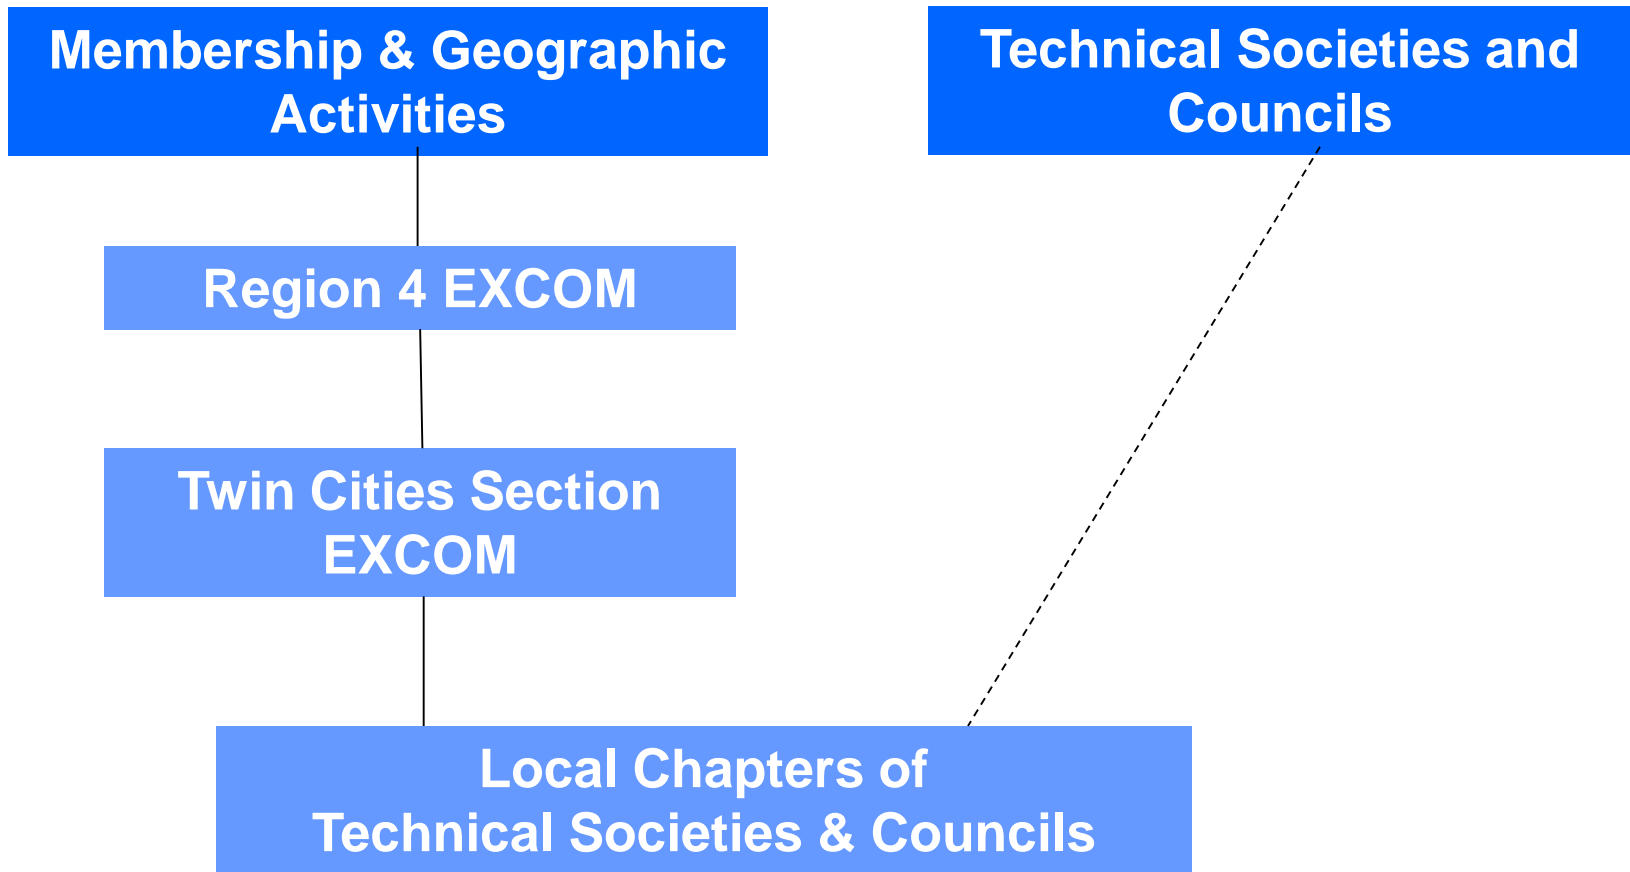 Membership & Geographic
Activities
Technical Societies and
Councils
Region 4 EXCOM
Twin Cities Section
EXCOM
Local Chapters of
Technical Societies & Councils